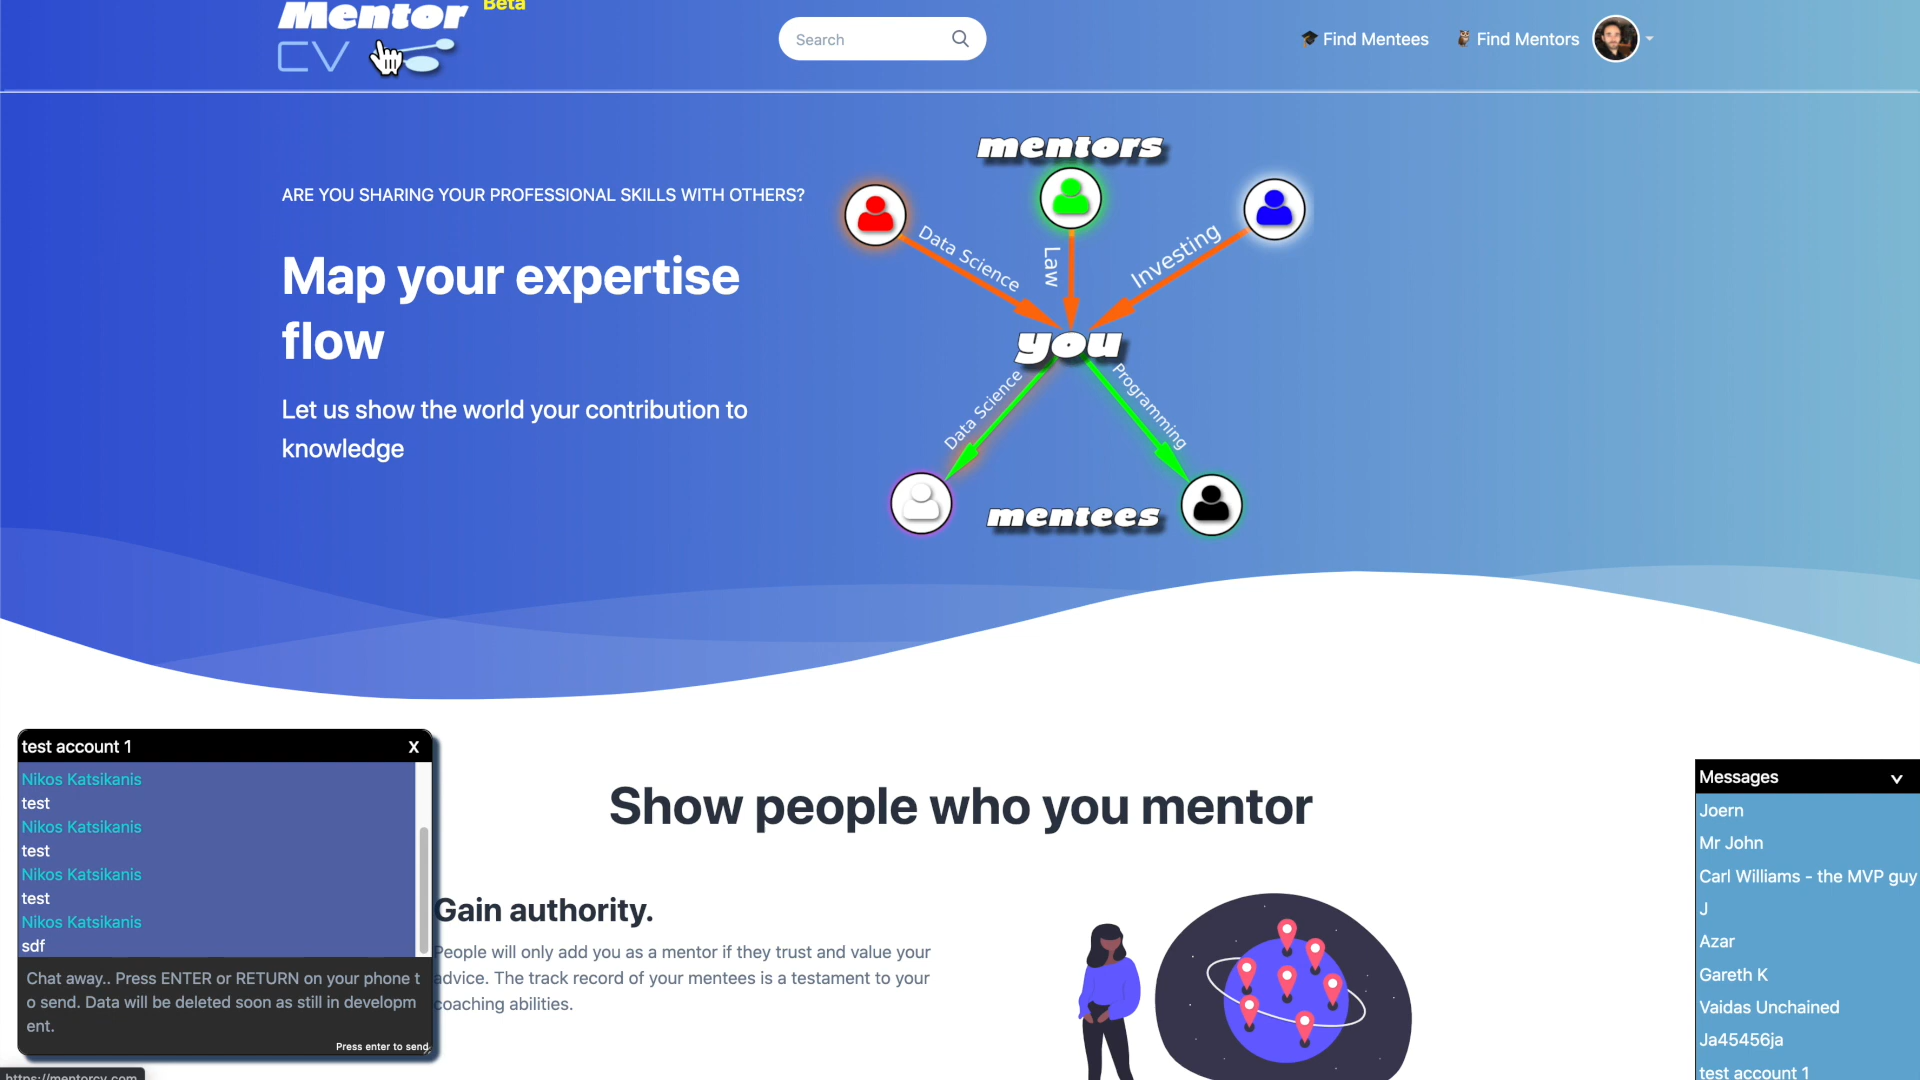 Mentor
Beta
CV
Search
Find Mentees
Find Mentors
mentors
ARE YOU SHARING YOUR PROFESSIONAL SKILLS WITH OTHERS?
Data Science
Law
Investing
Map your expertise
flow
you
Let us show the world your contribution to
knowledge
Data Science
Programming
mentees
test account 1
X
Nikos Katsikanis
test
Nikos Katsikanis
test
Nikos Katsikanis
test
Nikos Katsikanis
sdf
Chat away.. Press ENTER or RETURN on your phone t
o send. Data will be deleted soon as still in developm
ent.
Press enter to send
Show people who you mentor
Gain authority.
People will only add you as a mentor if they trust and value your
advice. The track record of your mentees is a testament to your
coaching abilities.
Messages
Joern
Mr John
Carl Williams - the MVP guy
J
Azar
Gareth K
Vaidas Unchained
Ja45456ja
test account 1
https://mentorcv.com